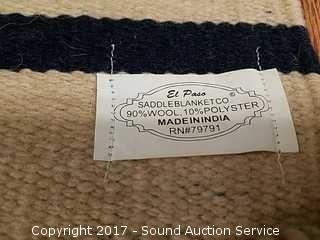 El Paso
SADDLEBLANKETCO ®
90%WOOL, 10%POLYSTER
MADEININDIA
RN#79791
Copyright 2017 - Sound Auction Service